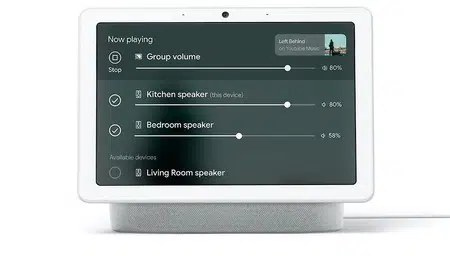 Now playing
Left Behind
on Youtube Music
Group volume
Stop
80%
Kitchen speaker (this device)
80%
Bedroom speaker
58%
Available devices
Living Room speaker